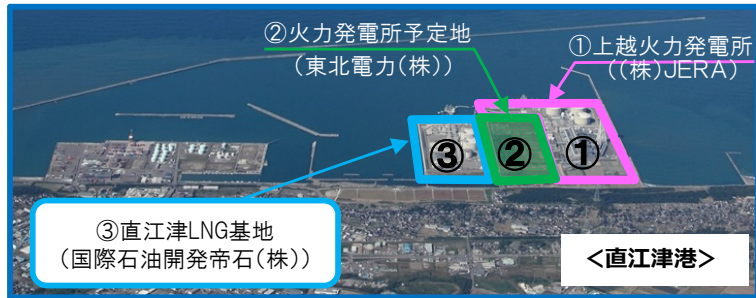 ②火力発電所予定地
(東北電力(株))
①上越火力発電所
((株)JERA)
③
②
①
③直江津LNG基地
(国際石油開発帝石(株))
<直江津港>